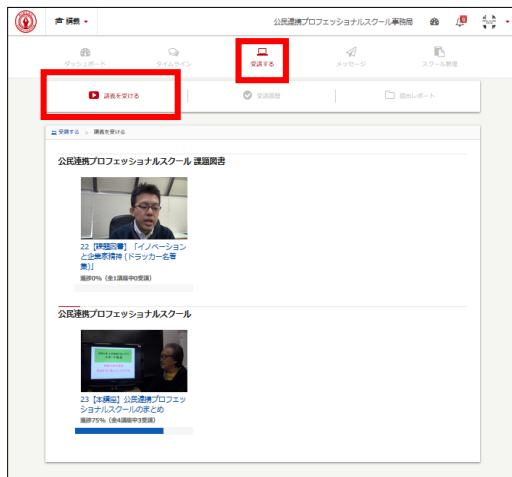 講義
公民連携プロフェッショナルスクール事務局
ダッシュボード
タイムライン
受講する
メッセージ
スクール管理
講義を受ける
受講履歴
提出レポート
受講する > 講義を受ける
公民連携プロフェッショナルスクール 課題図書
22【課題図書】「イノベーション
と企業家精神 (ドラッカー名著
集)」
進捗0% (全1講座中0受講)
公民連携プロフェッショナルスクール
23【本講座】公民連携プロフェッ
ショナルスクールのまとめ
進捗75% (全4講座中3受講)